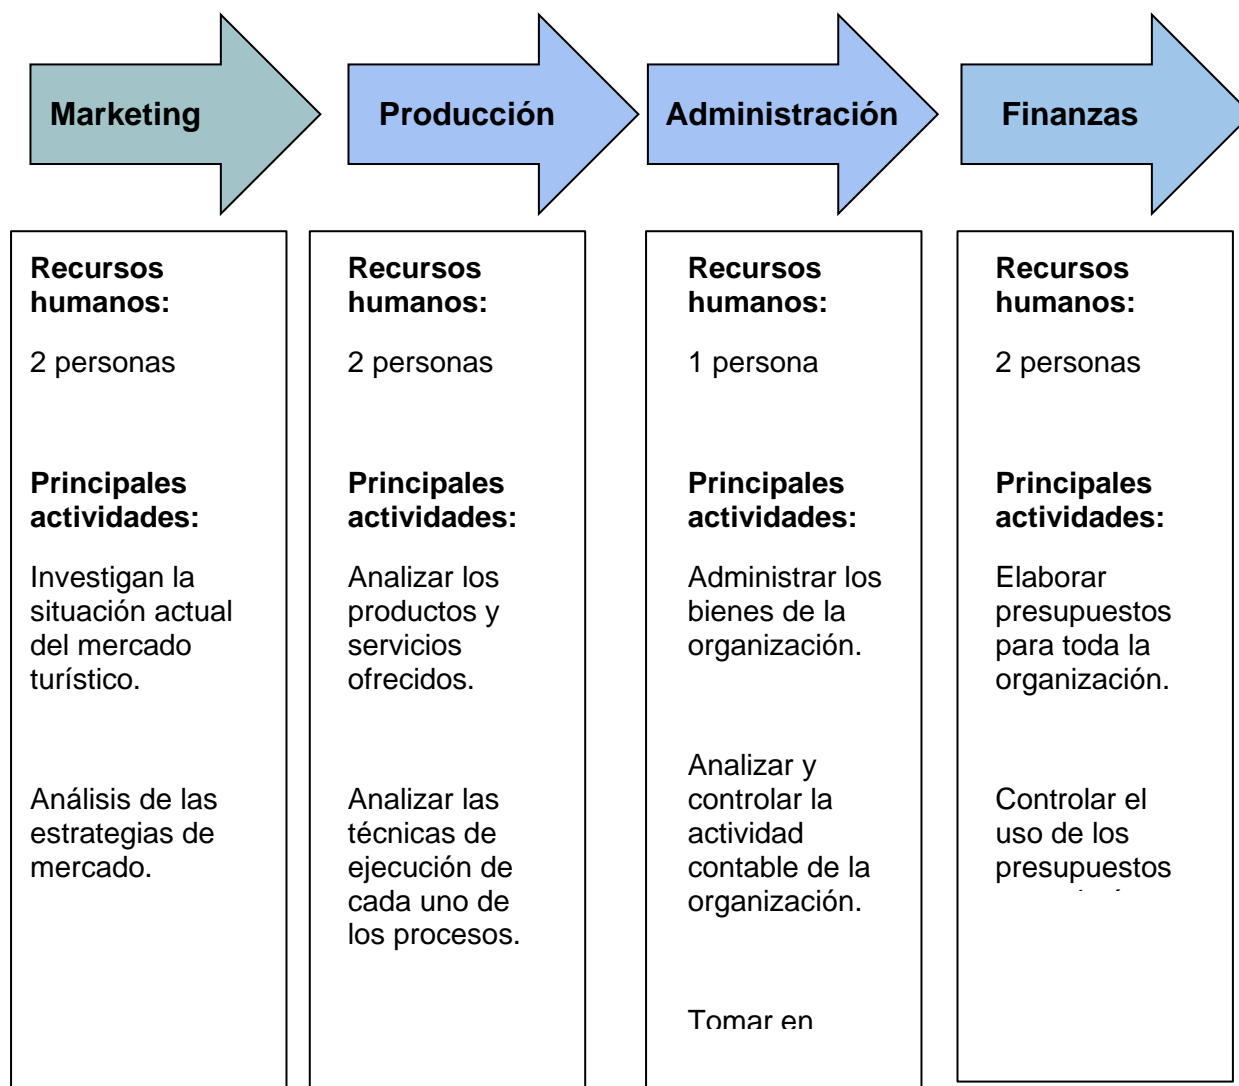 Marketing
Producción
Administración
Finanzas
Recursos
humanos:
2 personas
Principales
actividades:
Investigan la
situación actual
del mercado
turístico.
Análisis de las
estrategias de
mercado.
Recursos
humanos:
2 personas
Principales
actividades:
Analizar los
productos y
servicios
ofrecidos.
Analizar las
técnicas de
ejecución de
cada uno de
los procesos.
Recursos
humanos:
1 persona
Principales
actividades:
Administrar los
bienes de la
organización.
Analizar y
controlar la
actividad
contable de la
organización.
Tomar en
Recursos
humanos:
2 personas
Principales
actividades:
Elaborar
presupuestos
para toda la
organización.
Controlar el
uso de los
presupuestos